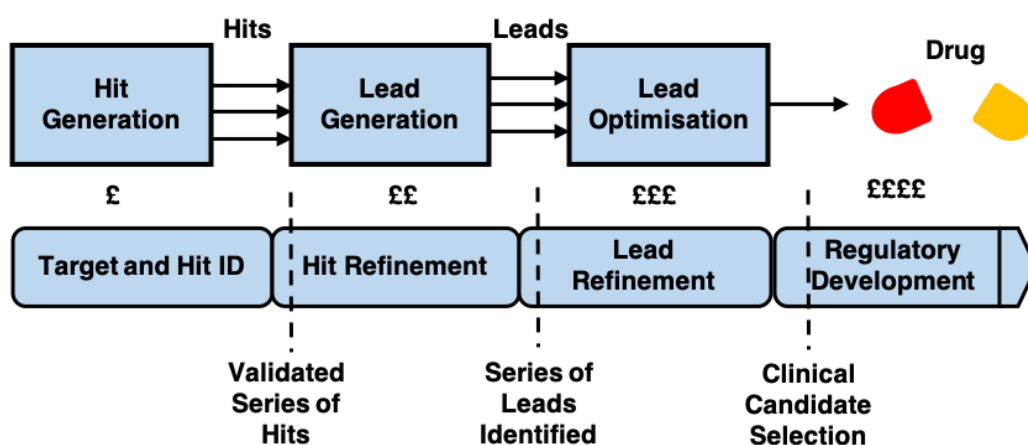 Hits
Leads
Drug
Hit
Generation
Lead
Generation
Lead
Optimisation
£
££
£££
££££
Target and Hit ID
Hit Refinement
Lead
Refinement
Regulatory
Development
Validated
Series of
Hits
Series of
Leads
Identified
Clinical
Candidate
Selection